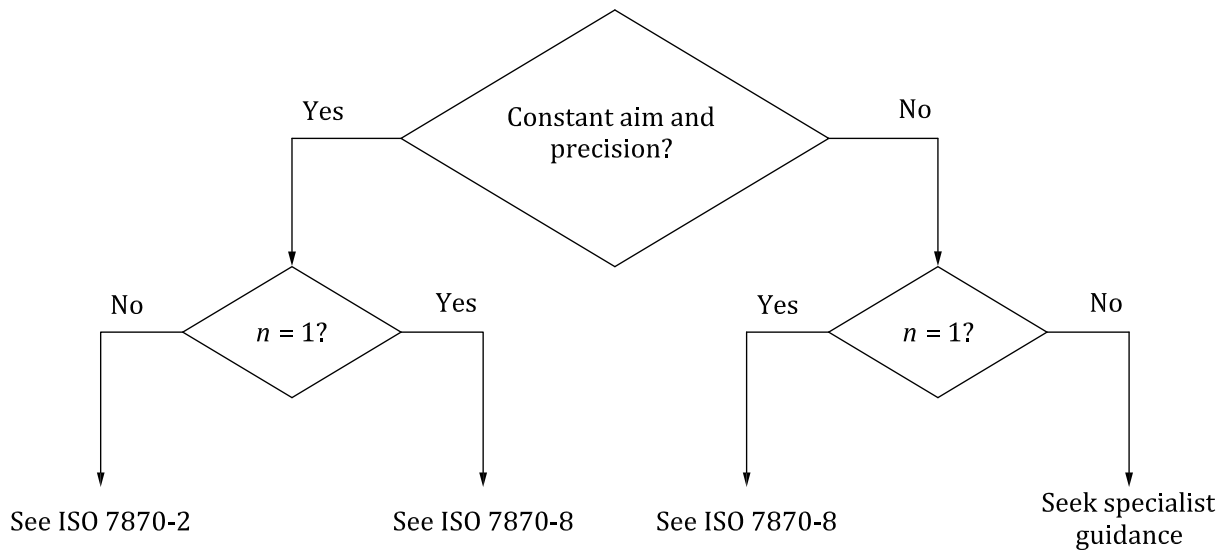 Constant aim and
precision?
Yes
No
n = 1?
No
Yes
n = 1?
Yes
No
See ISO 7870-2
See ISO 7870-8
See ISO 7870-8
Seek specialist
guidance